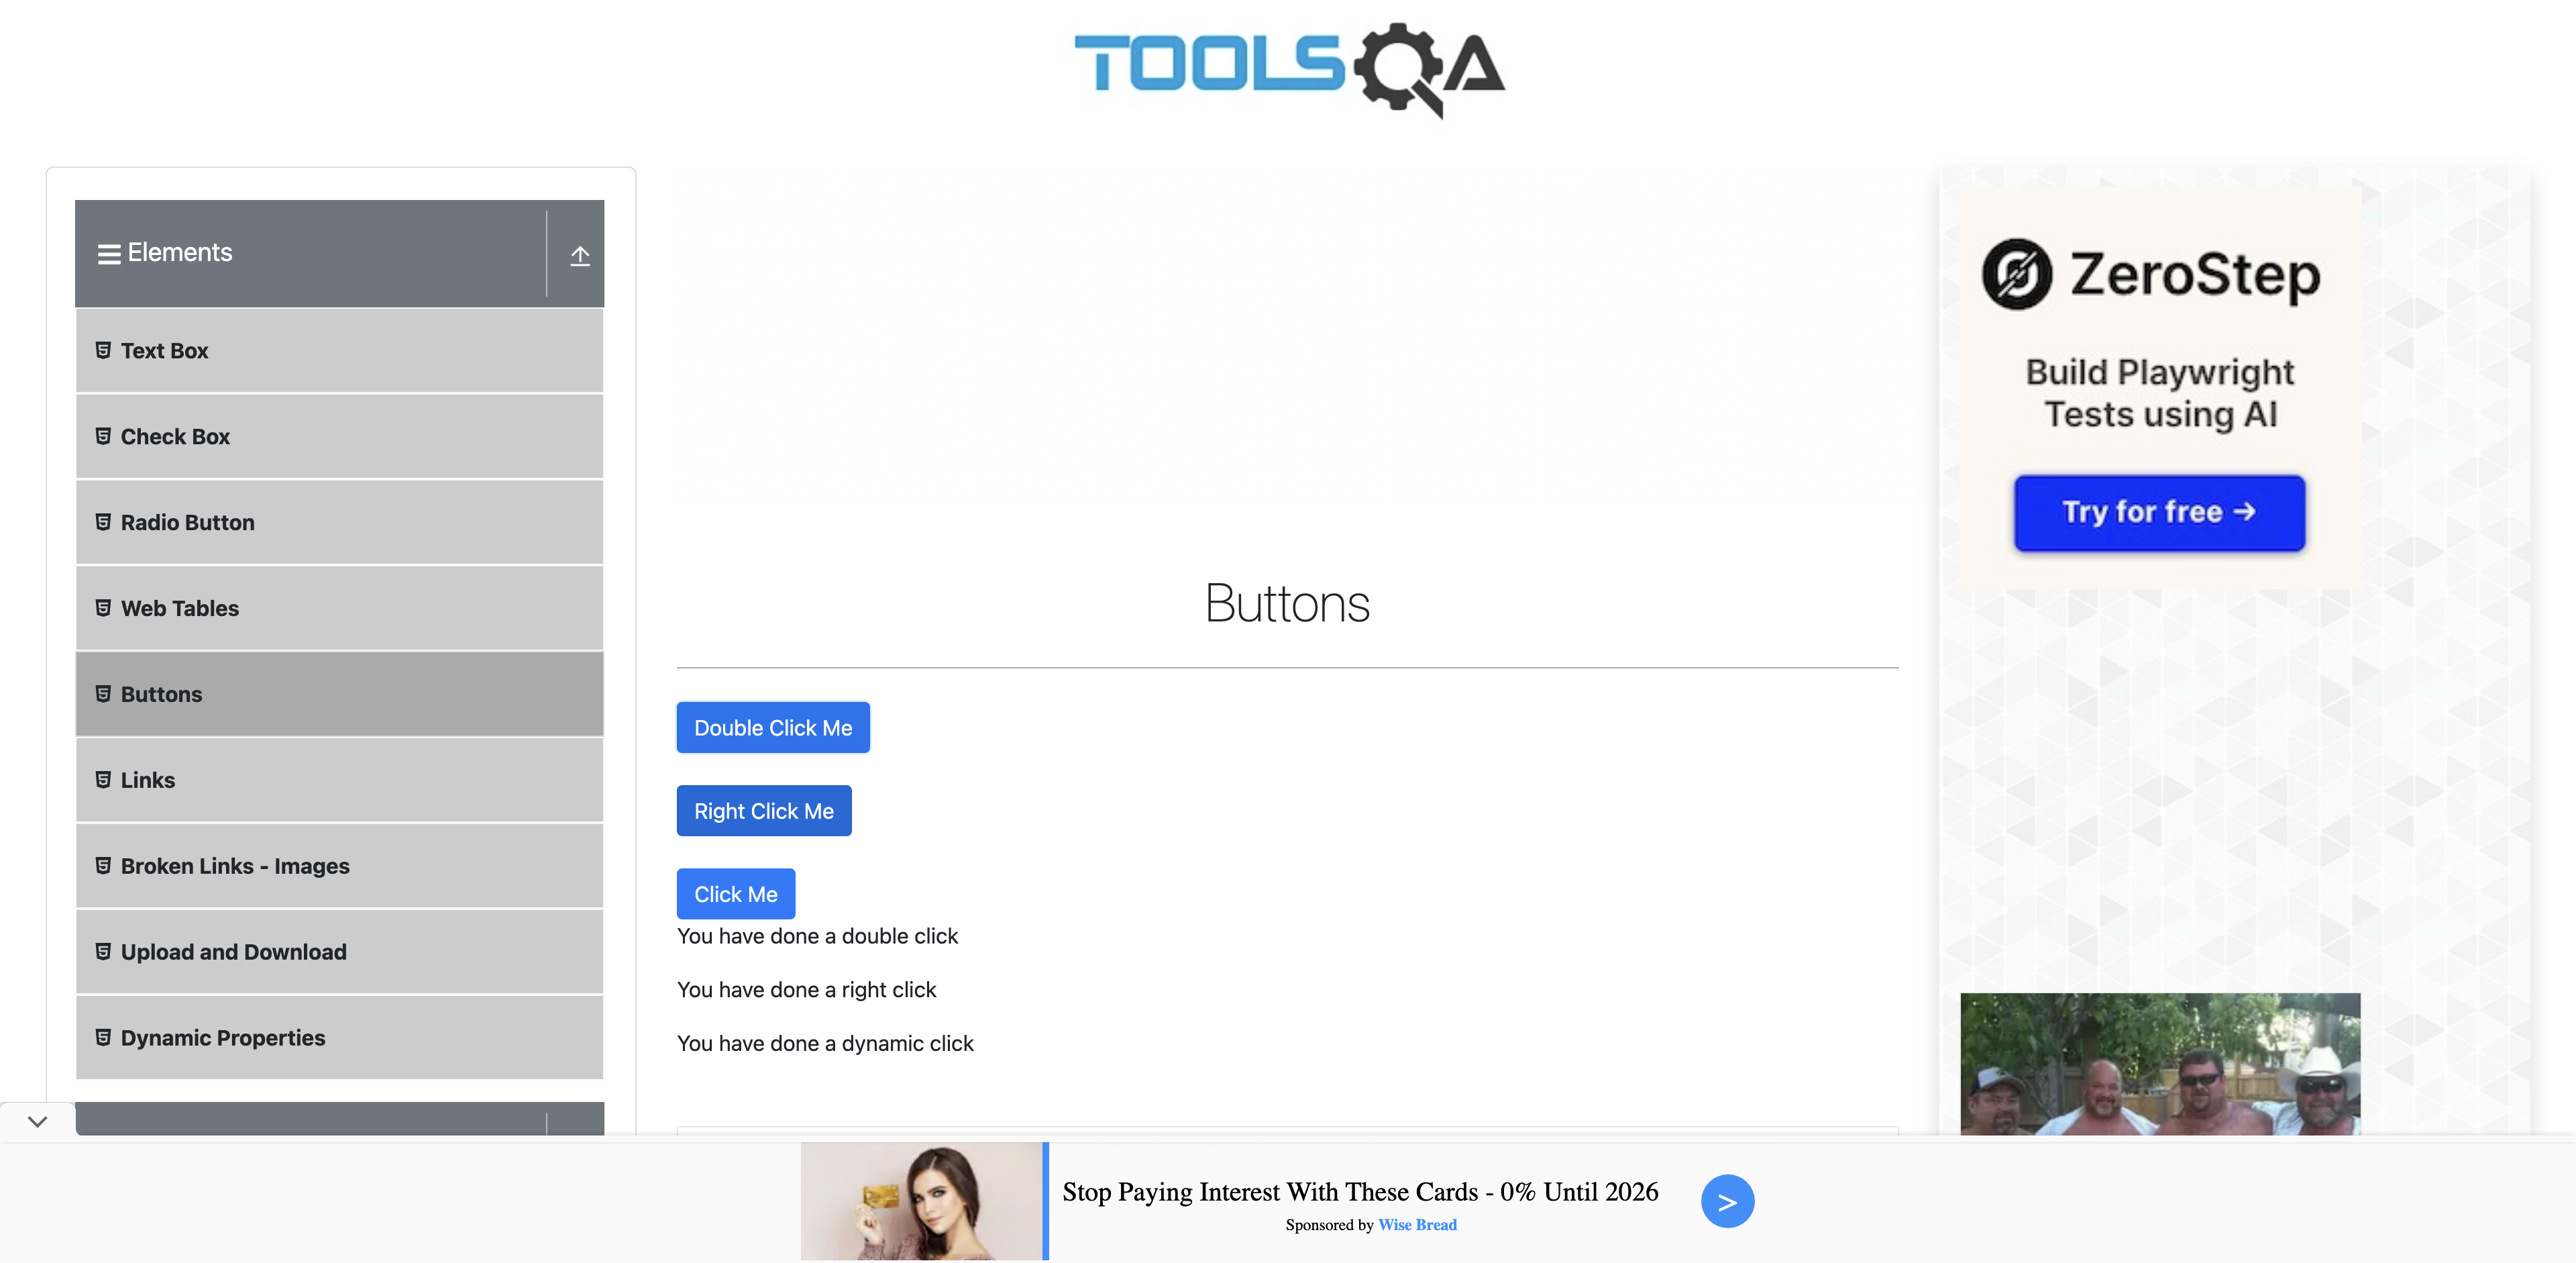 TOOLSQA
Elements
Text Box
Check Box
Radio Button
Web Tables
Buttons
Links
Broken Links - Images
Upload and Download
Dynamic Properties
Buttons
Double Click Me
Right Click Me
Click Me
You have done a double click
You have done a right click
You have done a dynamic click
ZeroStep
Build Playwright
Tests using AI
Try for free →
Stop Paying Interest With These Cards - 0% Until 2026
Sponsored by Wise Bread